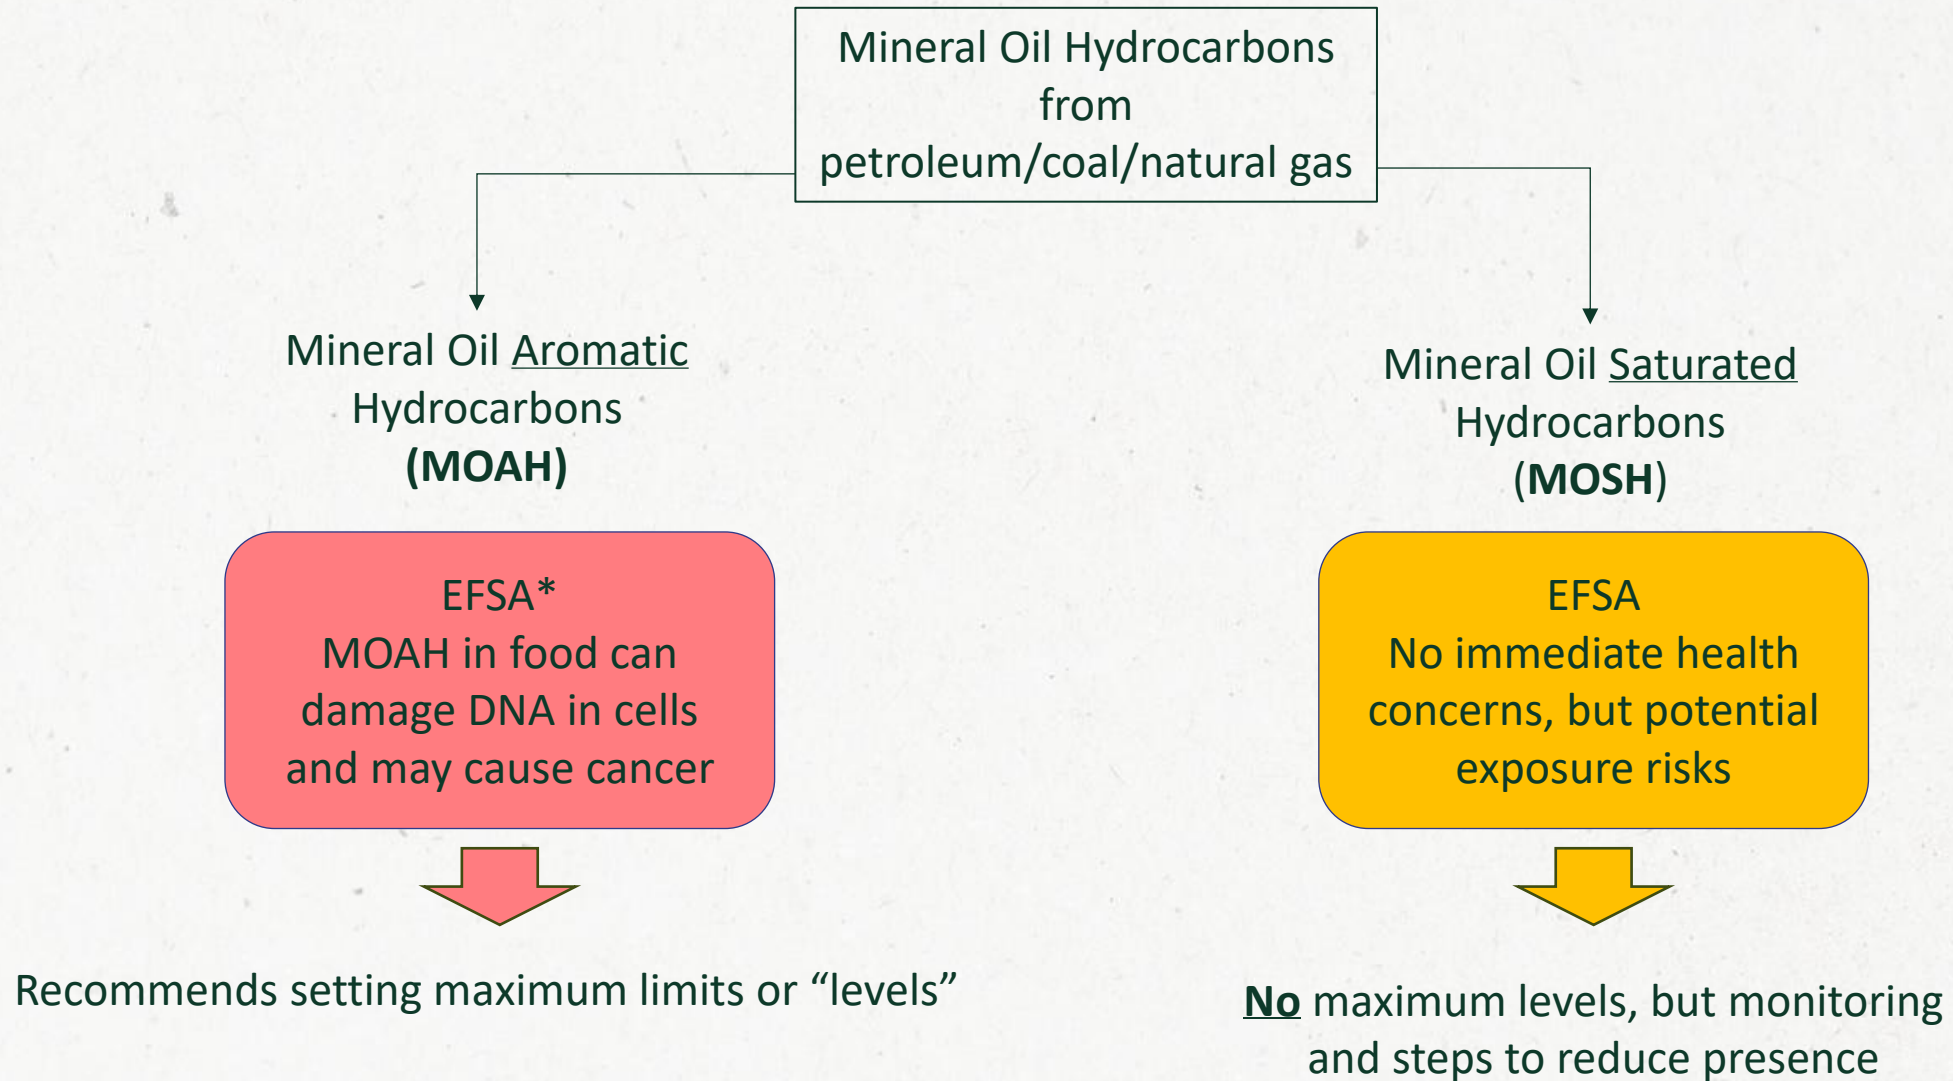 Mineral Oil Hydrocarbons
from
petroleum/coal/natural gas
Mineral Oil Aromatic
Hydrocarbons
(MOAH)
EFSA*
MOAH in food can
damage DNA in cells
and may cause cancer
Recommends setting maximum limits or “levels”
Mineral Oil Saturated
Hydrocarbons
(MOSH)
EFSA
No immediate health
concerns, but potential
exposure risks
No maximum levels, but monitoring
and steps to reduce presence